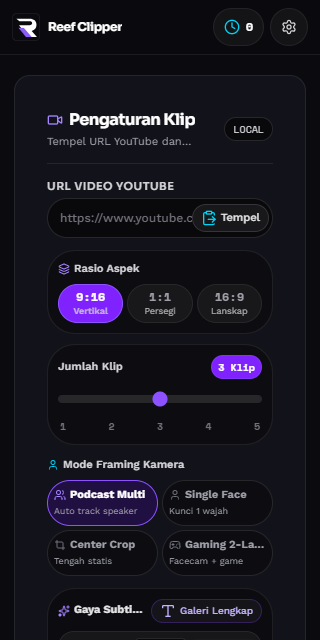 Reef Clipper
0
Pengaturan Klip
Tempel URL YouTube dan...
LOCAL
URL VIDEO YOUTUBE
https://www.youtube.c
Tempel
Rasio Aspek
9:16
Vertikal
1:1
Persegi
16:9
Lanskap
Jumlah Klip
3 Klip
1 2 3 4 5
Mode Framing Kamera
Podcast Multi
Auto track speaker
Single Face
Kunci 1 wajah
Center Crop
Tengah statis
Gaming 2-La...
Facecam + game
Gaya Subti...
Galeri Lengkap